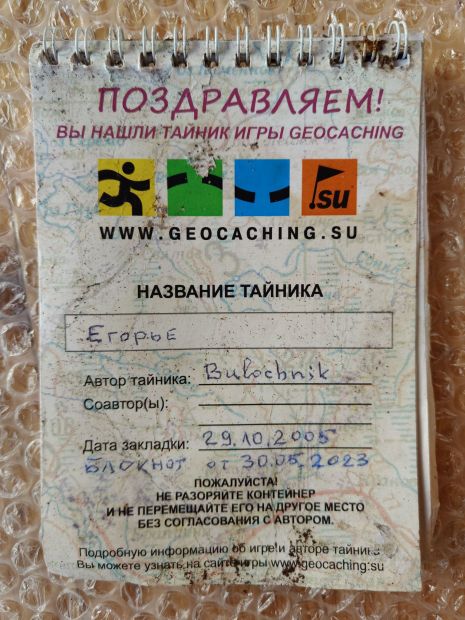 ПОЗДРАВЛЯЕМ!
ВЫ НАШЛИ ТАЙНИК ИГРЫ GEOCACHING
.su
WWW.GEOCACHING.SU
НАЗВАНИЕ ТАЙНИКА
ЕГОРЬЕ
Автор тайника: Bulochnik
Соавтор(ы):
Дата закладки: 29.10.2005
БЛОКНОТ от 30.05.2023
ПОЖАЛУЙСТА!
НЕ РАЗОРЯЙТЕ КОНТЕЙНЕР
И НЕ ПЕРЕМЕЩАЙТЕ ЕГО НА ДРУГОЕ МЕСТО
БЕЗ СОГЛАСОВАНИЯ С АВТОРОМ.
Подробную информацию об игре и авторе тайника
Вы можете узнать на сайте игры www.geocaching.su